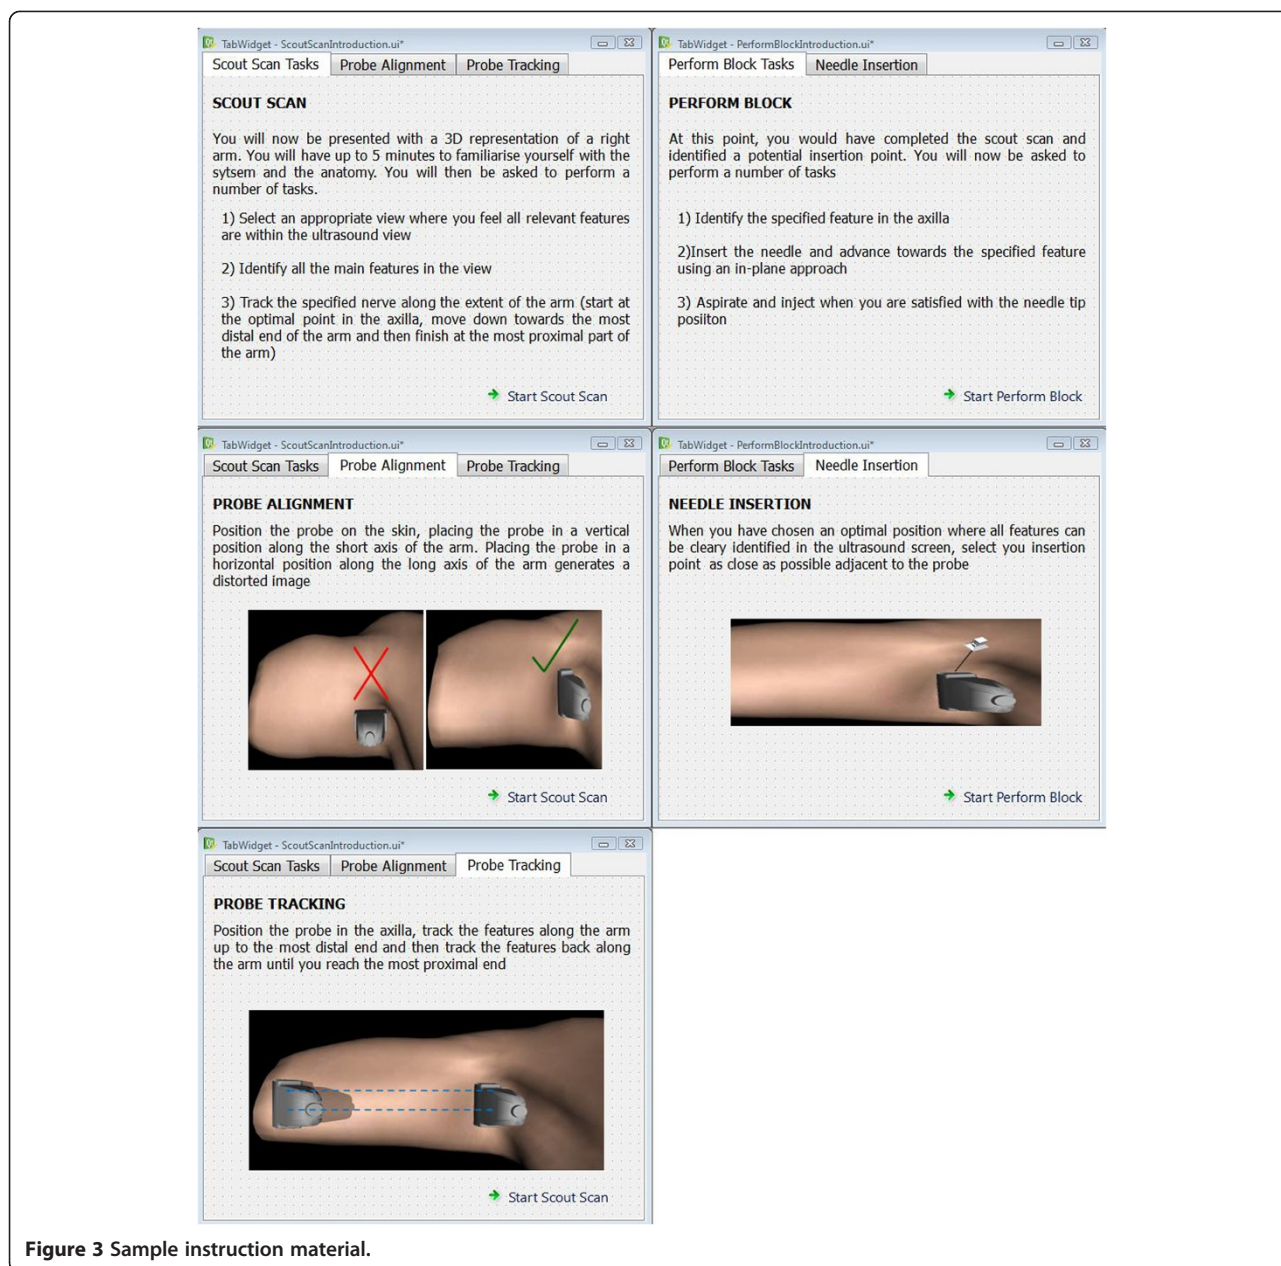 TabWidget - ScoutScanIntroduction.ui*
Scout Scan Tasks Probe Alignment Probe Tracking
SCOUT SCAN
You will now be presented with a 3D representation of a right
arm. You will have up to 5 minutes to familiarise yourself with the
sytsem and the anatomy. You will then be asked to perform a
number of tasks.
1) Select an appropriate view where you feel all relevant features
are within the ultrasound view
2) Identify all the main features in the view
3) Track the specified nerve along the extent of the arm (start at
the optimal point in the axilla, move down towards the most
distal end of the arm and then finish at the most proximal part of
the arm)
Start Scout Scan
TabWidget - PerformBlockIntroduction.ui*
Perform Block Tasks Needle Insertion
PERFORM BLOCK
At this point, you would have completed the scout scan and
identified a potential insertion point. You will now be asked to
perform a number of tasks
1) Identify the specified feature in the axilla
2)Insert the needle and advance towards the specified feature
using an in-plane approach
3) Aspirate and inject when you are satisfied with the needle tip
posiiton
Start Perform Block
TabWidget - ScoutScanIntroduction.ui*
Scout Scan Tasks Probe Alignment Probe Tracking
PROBE ALIGNMENT
Position the probe on the skin, placing the probe in a vertical
position along the short axis of the arm. Placing the probe in a
horizontal position along the long axis of the arm generates a
distorted image
Start Scout Scan
TabWidget - PerformBlockIntroduction.ui*
Perform Block Tasks Needle Insertion
NEEDLE INSERTION
When you have chosen an optimal position where all features can
be cleary identified in the ultrasound screen, select you insertion
point as close as possible adjacent to the probe
Start Perform Block
TabWidget - ScoutScanIntroduction.ui*
Scout Scan Tasks Probe Alignment Probe Tracking
PROBE TRACKING
Position the probe in the axilla, track the features along the arm
up to the most distal end and then track the features back along
the arm until you reach the most proximal end
Start Scout Scan
Figure 3 Sample instruction material.